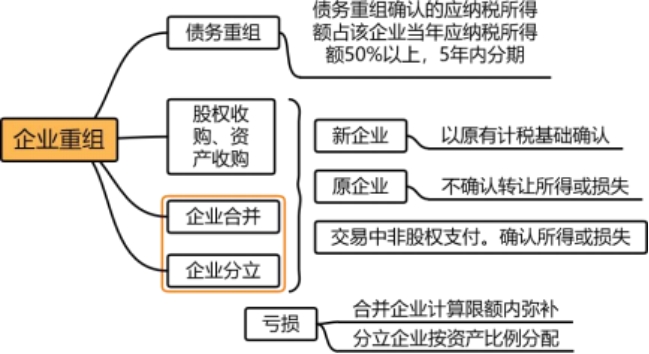 企业重组
债务重组
债务重组确认的应纳税所得
额占该企业当年应纳税所得
额50%以上，5年内分期
股权收
购、资
产收购
企业合并
企业分立
新企业
以原有计税基础确认
原企业
不确认转让所得或损失
交易中非股权支付。确认所得或损失
亏损
合并企业计算限额内弥补
分立企业按资产比例分配